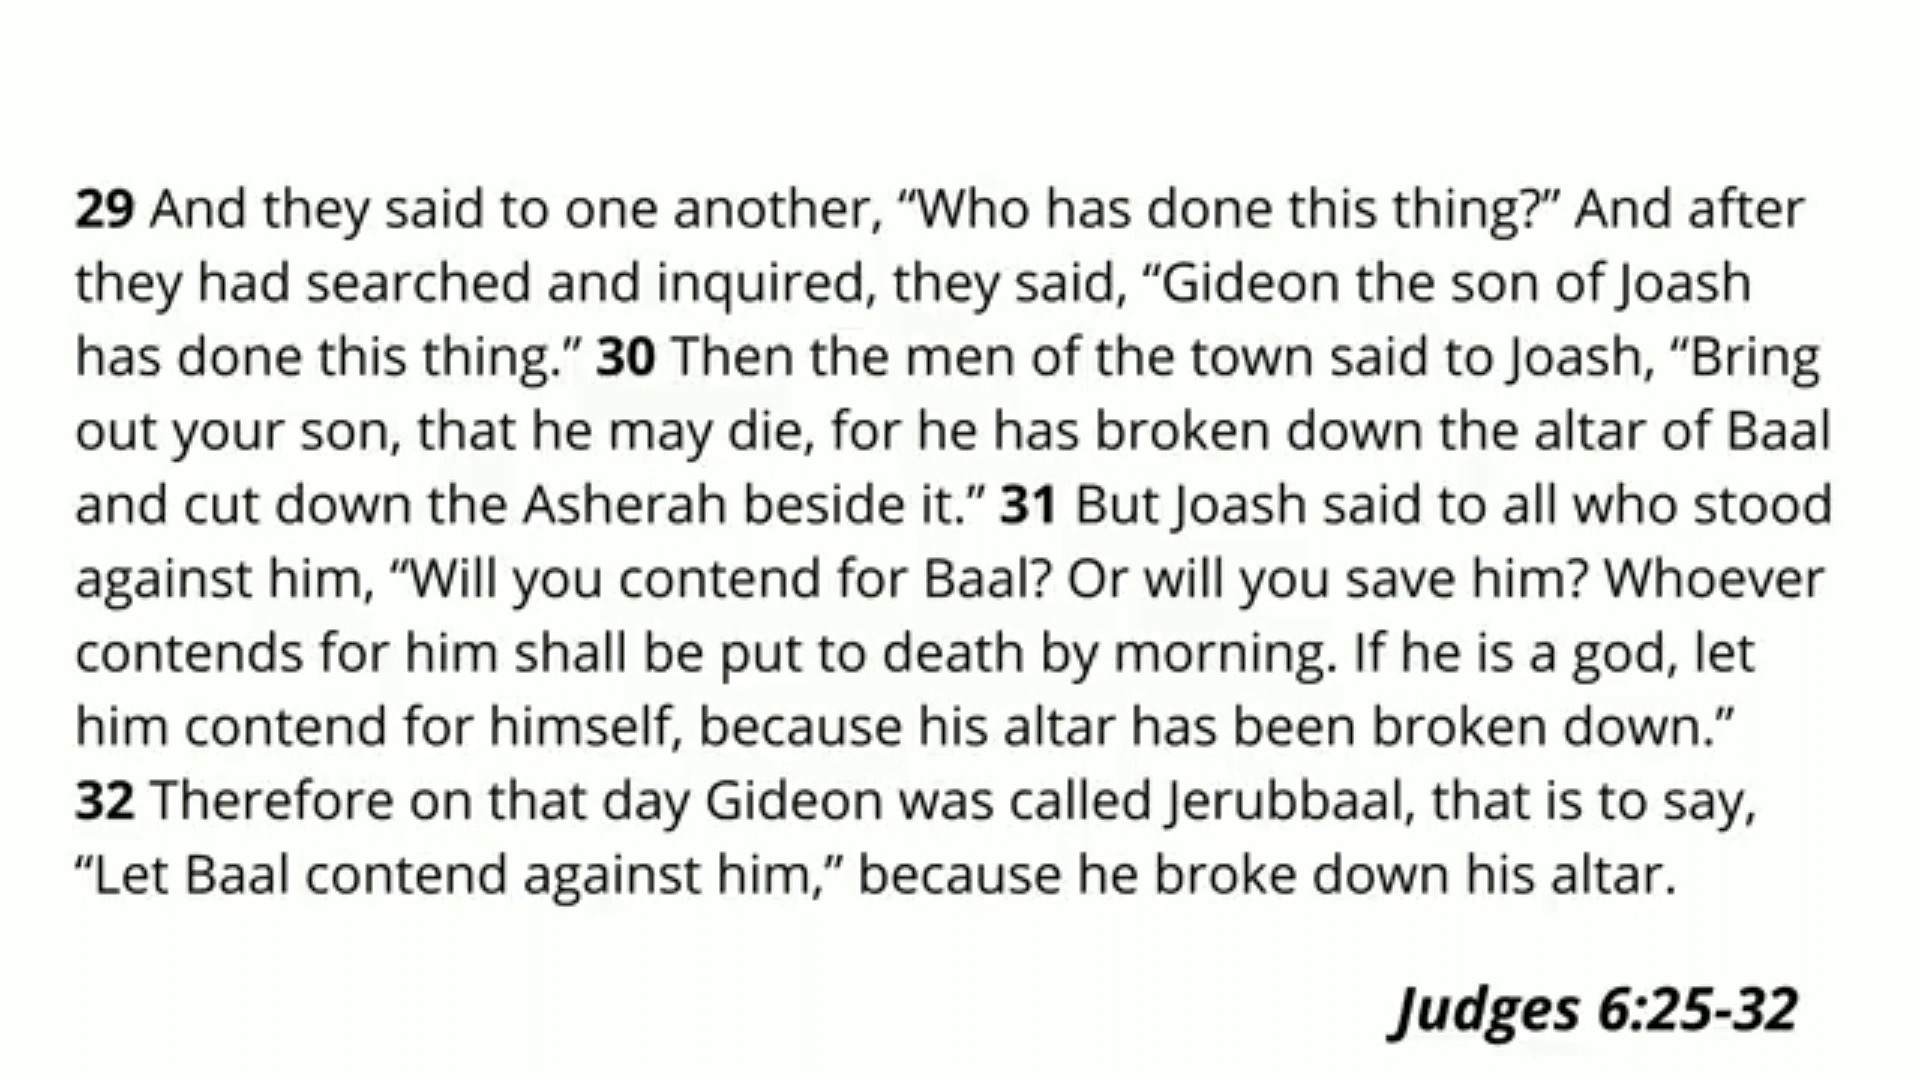 29 And they said to one another, “Who has done this thing?” And after
they had searched and inquired, they said, “Gideon the son of Joash
has done this thing.” 30 Then the men of the town said to Joash, “Bring
out your son, that he may die, for he has broken down the altar of Baal
and cut down the Asherah beside it.” 31 But Joash said to all who stood
against him, “Will you contend for Baal? Or will you save him? Whoever
contends for him shall be put to death by morning. If he is a god, let
him contend for himself, because his altar has been broken down.”
32 Therefore on that day Gideon was called Jerubbaal, that is to say,
“Let Baal contend against him,” because he broke down his altar.
Judges 6:25-32